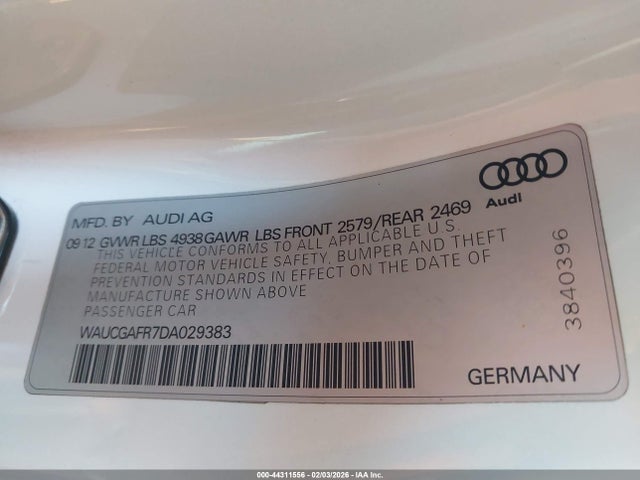 Audi
MFD. BY AUDI AG
09 12 GVWR LBS 4938 GAWR LBS FRONT 2579/REAR 2469
THIS VEHICLE CONFORMS TO ALL APPLICABLE U.S.
FEDERAL MOTOR VEHICLE SAFETY, BUMPER AND THEFT
PREVENTION STANDARDS IN EFFECT ON THE DATE OF
MANUFACTURE SHOWN ABOVE
PASSENGER CAR
WAUCGAFR7DA029383
GERMANY
3840396
000-44311556 - 02/03/2026 - IAA Inc.